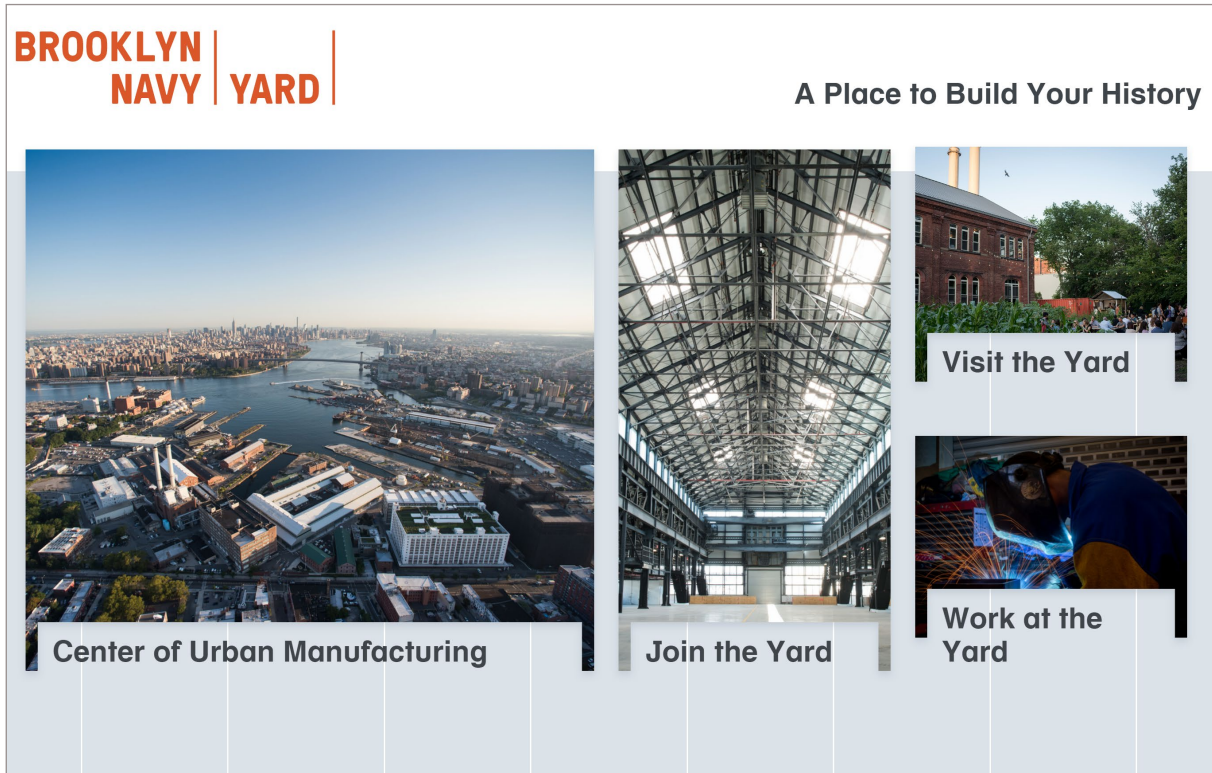 BROOKLYN
NAVY YARD
A Place to Build Your History
Center of Urban Manufacturing
Join the Yard
Visit the Yard
Work at the
Yard